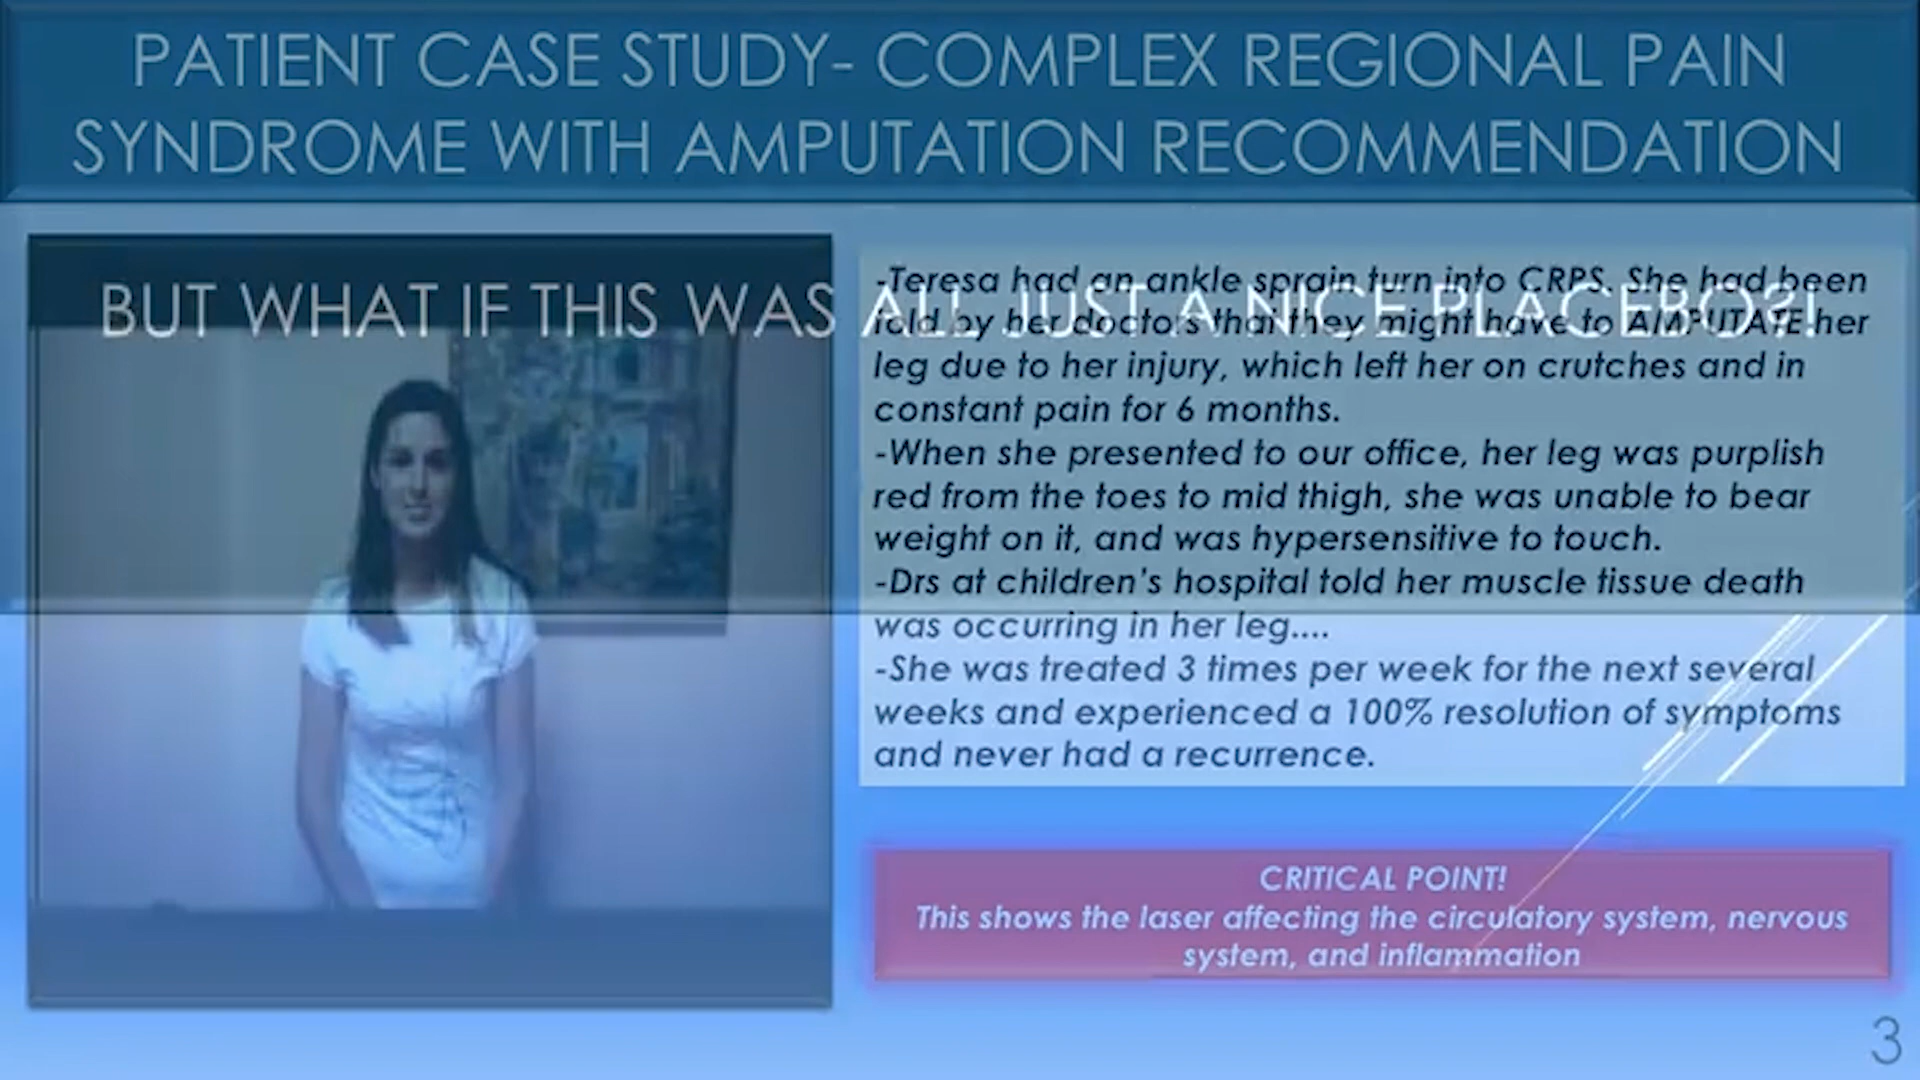 PATIENT CASE STUDY- COMPLEX REGIONAL PAIN
SYNDROME WITH AMPUTATION RECOMMENDATION
BUT WHAT IF THIS WAS ALL JUST A NICE PLACEBO?!
-Teresa had an ankle sprain turn into CRPS. She had been
told by her doctors that they might have to AMPUTATE her
leg due to her injury, which left her on crutches and in
constant pain for 6 months.
-When she presented to our office, her leg was purplish
red from the toes to mid thigh, she was unable to bear
weight on it, and was hypersensitive to touch.
-Drs at children's hospital told her muscle tissue death
was occurring in her leg....
-She was treated 3 times per week for the next several
weeks and experienced a 100% resolution of symptoms
and never had a recurrence.
CRITICAL POINT!
This shows the laser affecting the circulatory system, nervous
system, and inflammation
3